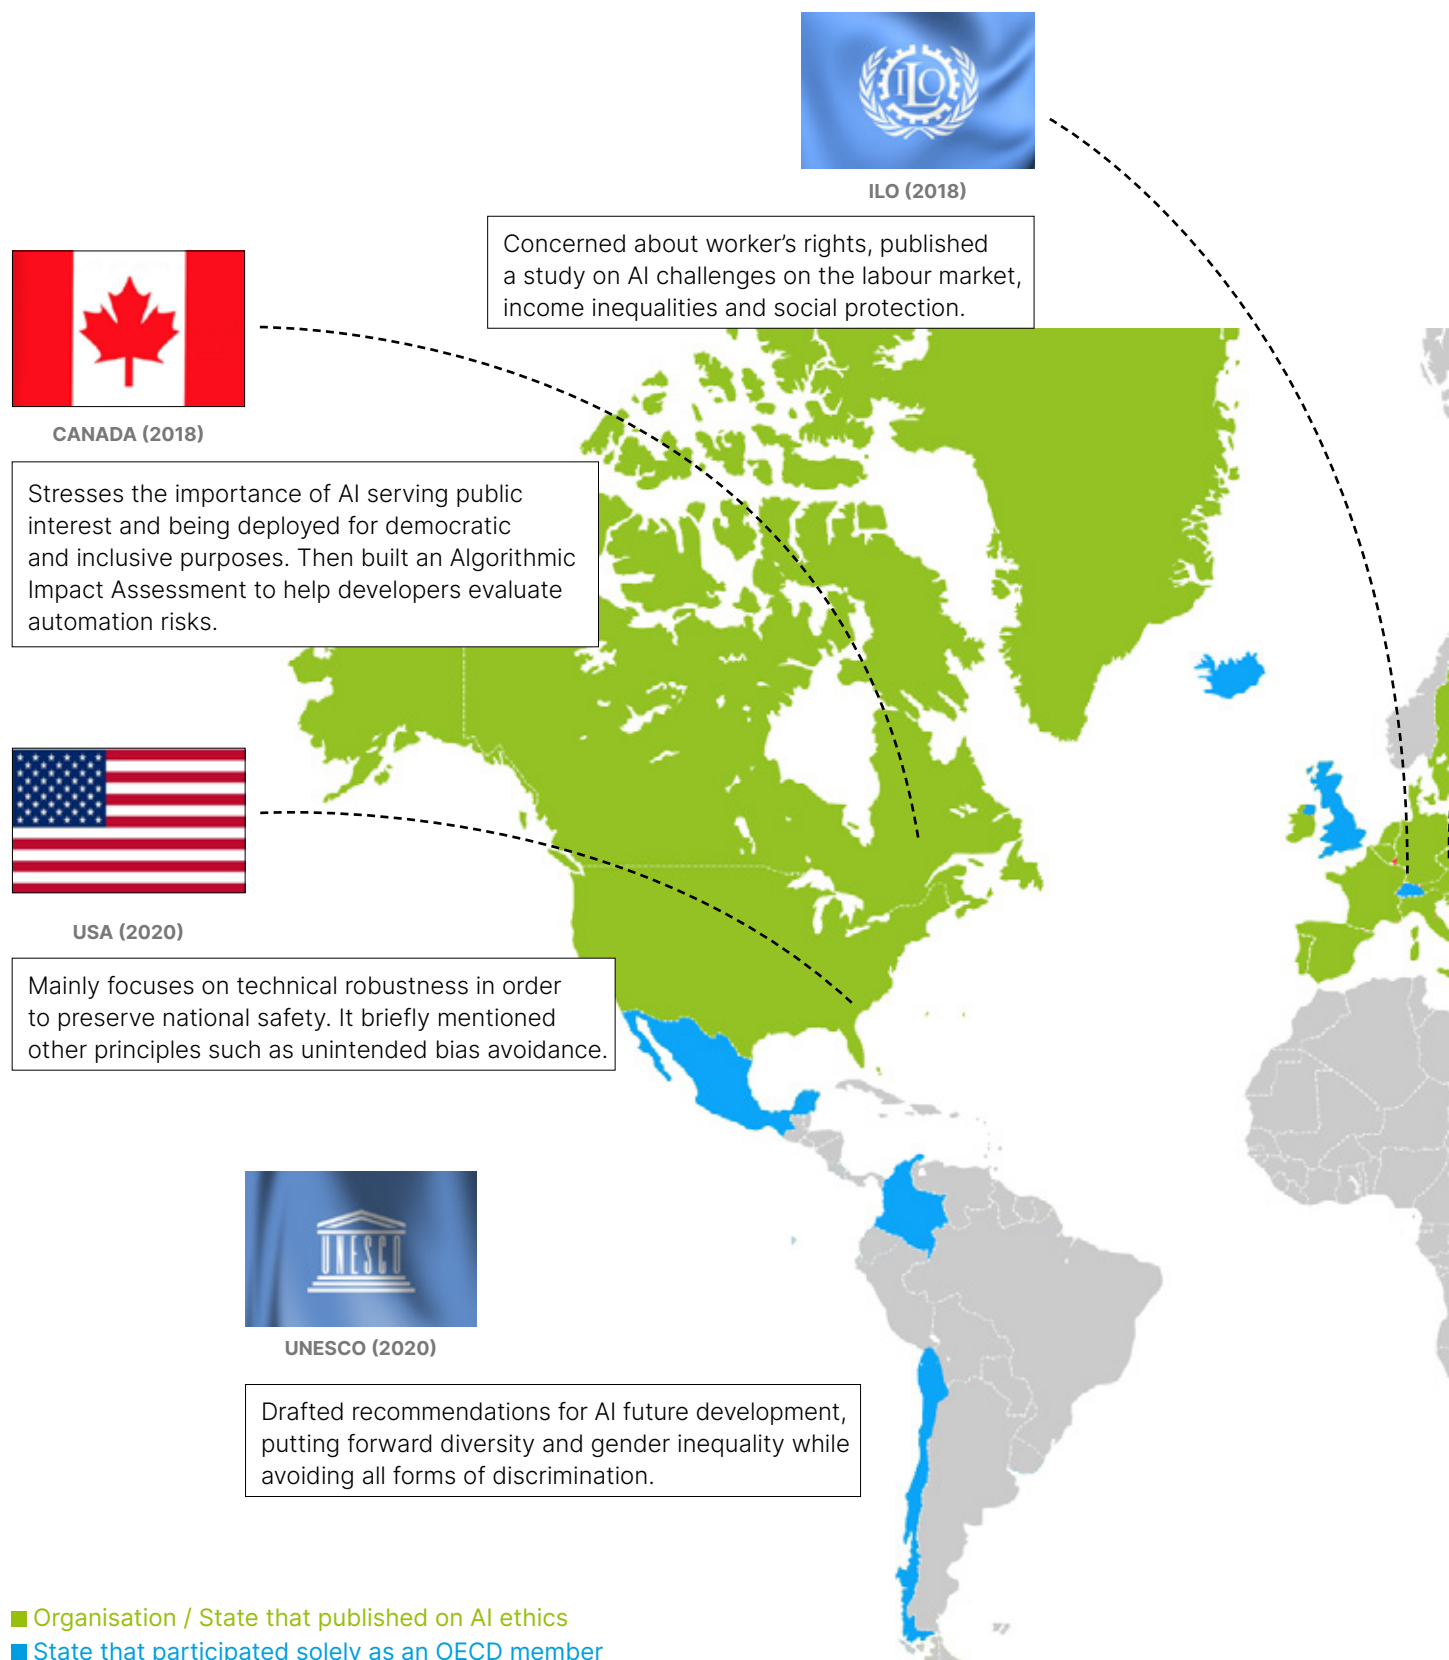 ILO
ILO (2018)
Concerned about worker’s rights, published
a study on AI challenges on the labour market,
income inequalities and social protection.
CANADA (2018)
Stresses the importance of AI serving public
interest and being deployed for democratic
and inclusive purposes. Then built an Algorithmic
Impact Assessment to help developers evaluate
automation risks.
USA (2020)
Mainly focuses on technical robustness in order
to preserve national safety. It briefly mentioned
other principles such as unintended bias avoidance.
UNESCO
UNESCO (2020)
Drafted recommendations for AI future development,
putting forward diversity and gender inequality while
avoiding all forms of discrimination.
Organisation / State that published on AI ethics
State that participated solely as an OECD member